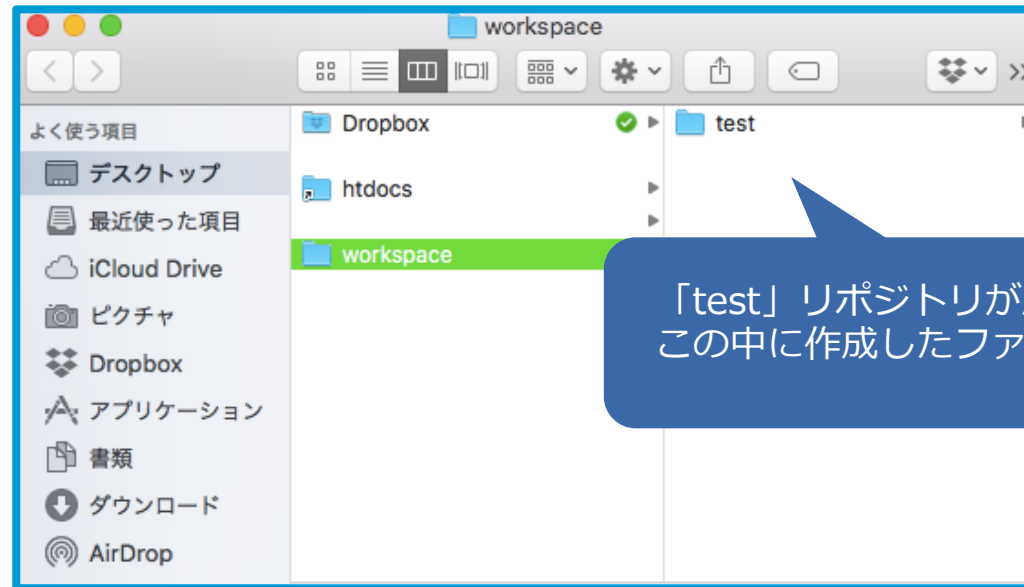 workspace
よく使う項目
デスクトップ
最近使った項目
iCloud Drive
ピクチャ
Dropbox
アプリケーション
書類
ダウンロード
AirDrop
Dropbox
htdocs
workspace
test
「test」リポジトリが
この中に作成したファ